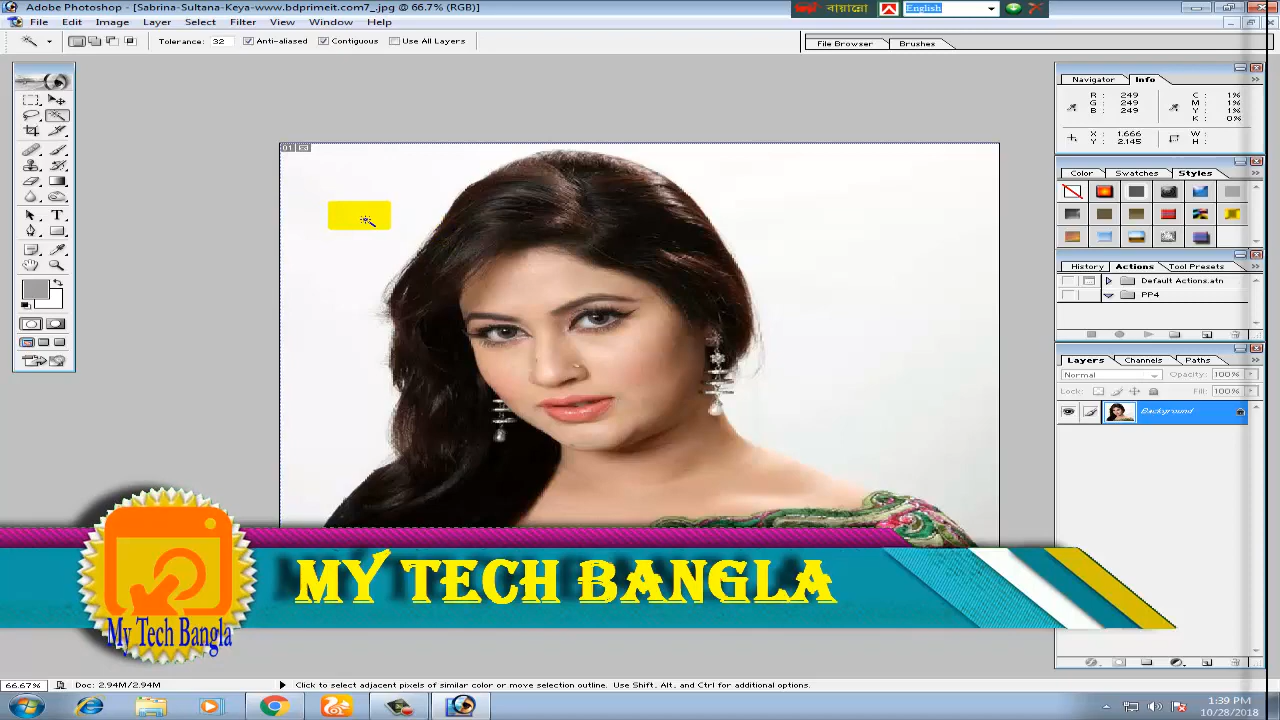 Adobe Photoshop - [Sabrina-Sultana-Keya-www.bdprimeit.com7_.jpg @ 66.7% (RGB)]
বায়ান্নো
English
File Edit Image Layer Select Filter View Window Help
Tolerance: 32 Anti-aliased Contiguous Use All Layers
File Browser Brushes
Navigator Info
R: 249 C: 1%
G: 249 M: 1%
B: 249 Y: 1%
K: 0%
X: 1.666 W:
Y: 2.145 H:
Color Swatches Styles
History Actions Tool Presets
Default Actions.atn
PP4
Layers Channels Paths
Normal Opacity: 100%
Lock: Fill: 100%
Background
MY TECH BANGLA
My Tech Bangla
66.67% Doc: 2.94M/2.94M Click to select adjacent pixels of similar color or move selection outline. Use Shift, Alt, and Ctrl for additional options.
1:39 PM
10/28/2018